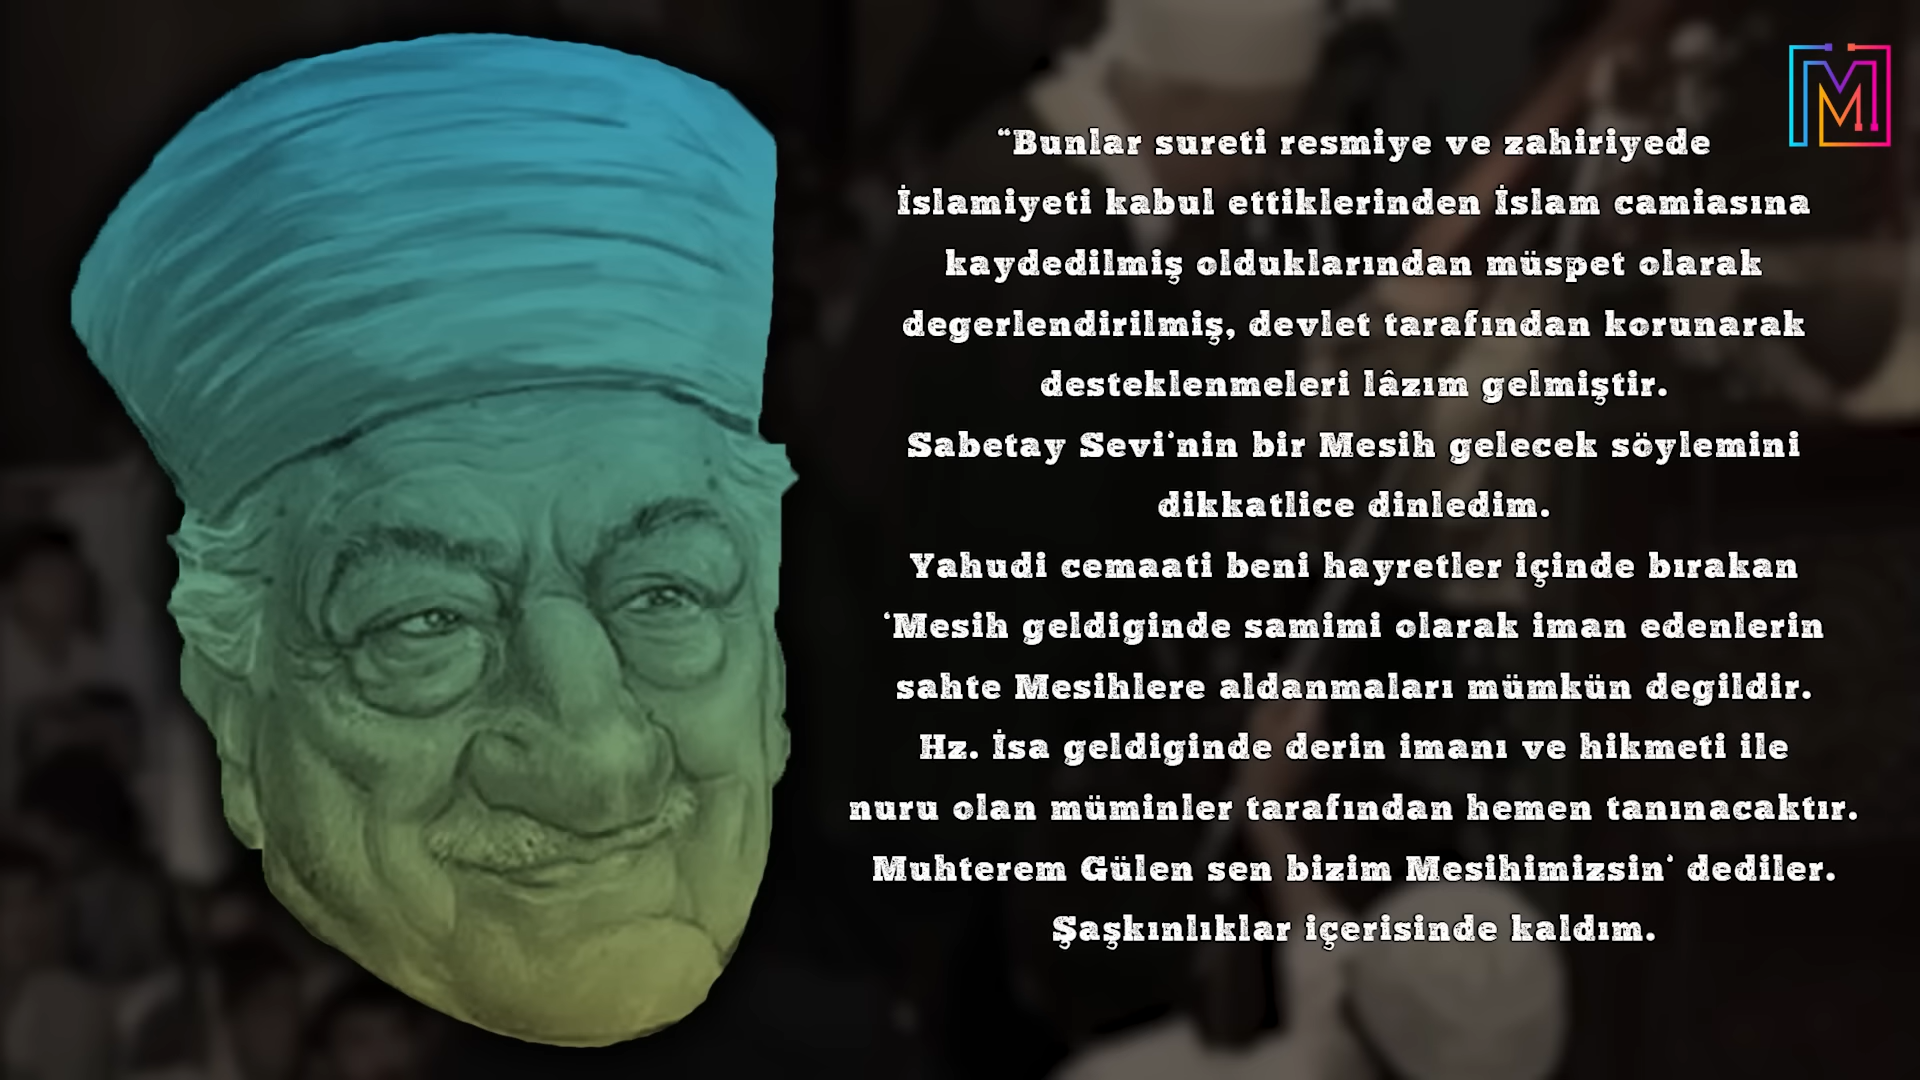 “Bunlar sureti resmiye ve zahiriyede
İslamiyeti kabul ettiklerinden İslam camiasına
kaydedilmiş olduklarından müspet olarak
degerlendirilmiş, devlet tarafından korunarak
desteklenmeleri lâzım gelmiştir.
Sabetay Sevi'nin bir Mesih gelecek söylemini
dikkatlice dinledim.
Yahudi cemaati beni hayretler içinde bırakan
‘Mesih geldiginde samimi olarak iman edenlerin
sahte Mesihlere aldanmaları mümkün degildir.
Hz. İsa geldiginde derin imanı ve hikmeti ile
nuru olan müminler tarafından hemen tanınacaktır.
Muhterem Gülen sen bizim Mesihimizsin’ dediler.
Şaşkınlıklar içerisinde kaldım.